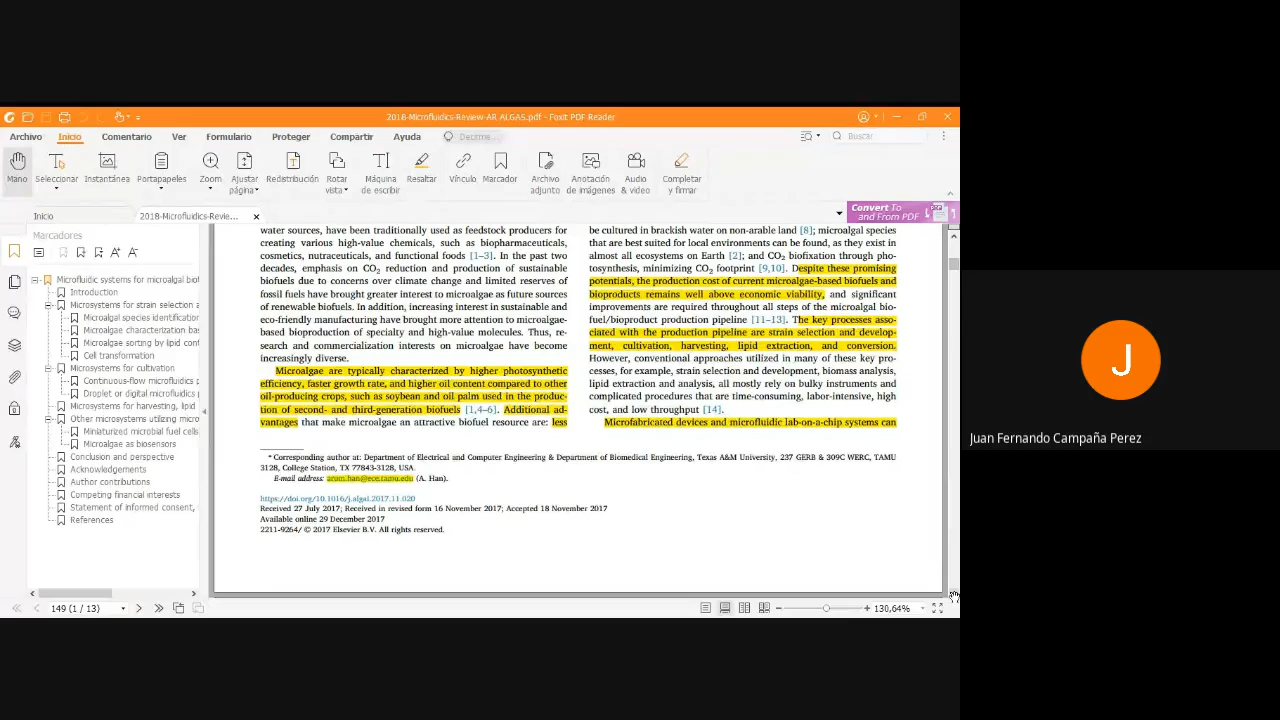 2018-Microfluidics-Review-AR ALGAS.pdf - Foxit PDF Reader
Archivo Inicio Comentario Ver Formulario Proteger Compartir Ayuda Decirme... Buscar
Mano Seleccionar Instantánea Portapapeles Zoom Ajustar página Redistribución Rotar vista Máquina de escribir Resaltar Vínculo Marcador Archivo adjunto Anotación de imágenes Audio & video Completar y firmar
Inicio 2018-Microfluidics-Revie...
Convert To
and From PDF
Marcadores
Microfluidic systems for microalgal biot
Introduction
Microsystems for strain selection a
Microalgal species identification
Microalgae characterization bas
Microalgae sorting by lipid cont
Cell transformation
Microsystems for cultivation
Continuous-flow microfluidics p
Droplet or digital microfluidics p
Microsystems for harvesting, lipid
Other microsystems utilizing micro
Miniaturized microbial fuel cells
Microalgae as biosensors
Conclusion and perspective
Acknowledgements
Author contributions
Competing financial interests
Statement of informed consent,
References
water sources, have been traditionally used as feedstock producers for
creating various high-value chemicals, such as biopharmaceuticals,
cosmetics, nutraceuticals, and functional foods [1–3]. In the past two
decades, emphasis on CO2 reduction and production of sustainable
biofuels due to concerns over climate change and limited reserves of
fossil fuels have brought greater interest to microalgae as future sources
of renewable biofuels. In addition, increasing interest in sustainable and
eco-friendly manufacturing have brought more attention to microalgae-
based bioproduction of specialty and high-value molecules. Thus, re-
search and commercialization interests on microalgae have become
increasingly diverse.
Microalgae are typically characterized by higher photosynthetic
efficiency, faster growth rate, and higher oil content compared to other
oil-producing crops, such as soybean and oil palm used in the produc-
tion of second- and third-generation biofuels [1,4–6]. Additional ad-
vantages that make microalgae an attractive biofuel resource are: less
be cultured in brackish water on non-arable land [8]; microalgal species
that are best suited for local environments can be found, as they exist in
almost all ecosystems on Earth [2]; and CO2 biofixation through pho-
tosynthesis, minimizing CO2 footprint [9,10]. Despite these promising
potentials, the production cost of current microalgae-based biofuels and
bioproducts remains well above economic viability, and significant
improvements are required throughout all steps of the microalgal bio-
fuel/bioproduct production pipeline [11–13]. The key processes asso-
ciated with the production pipeline are strain selection and develop-
ment, cultivation, harvesting, lipid extraction, and conversion.
However, conventional approaches utilized in many of these key pro-
cesses, for example, strain selection and development, biomass analysis,
lipid extraction and analysis, all mostly rely on bulky instruments and
complicated procedures that are time-consuming, labor-intensive, high
cost, and low throughput [14].
Microfabricated devices and microfluidic lab-on-a-chip systems can
* Corresponding author at: Department of Electrical and Computer Engineering & Department of Biomedical Engineering, Texas A&M University, 237 GERB & 309C WERC, TAMU
3128, College Station, TX 77843-3128, USA.
E-mail address: arum.han@ece.tamu.edu (A. Han).
https://doi.org/10.1016/j.algal.2017.11.020
Received 27 July 2017; Received in revised form 16 November 2017; Accepted 18 November 2017
Available online 29 December 2017
2211-9264/ © 2017 Elsevier B.V. All rights reserved.
149 (1 / 13)
130,64%
J
Juan Fernando Campaña Perez